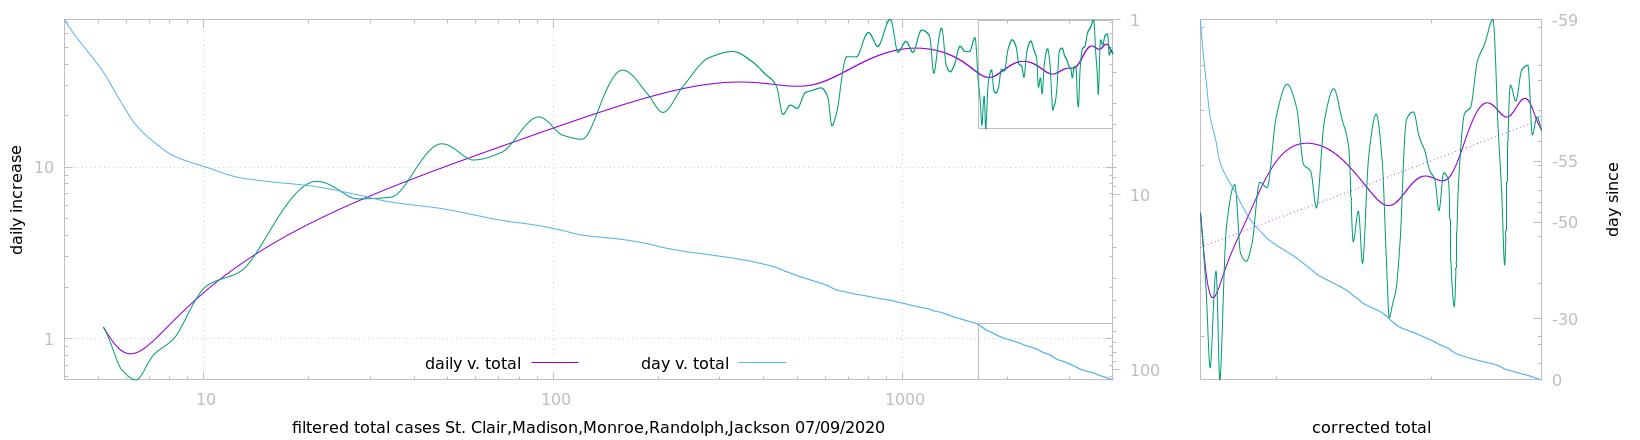 daily increase
10
1
daily v. total
day v. total
10
100
1000
1
10
100
filtered total cases St. Clair,Madison,Monroe,Randolph,Jackson 07/09/2020
-59
-55
-50
-30
0
day since
corrected total